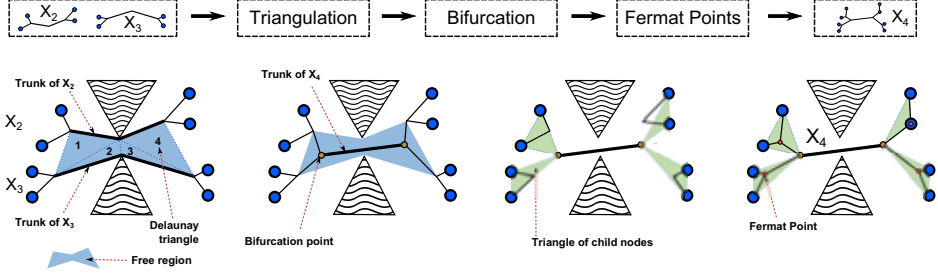 X2
X3
Triangulation
Bifurcation
Fermat Points
X4
Trunk of X2
X2
1
2
3
4
X3
Trunk of X3
Delaunay
triangle
Free region
Trunk of X4
Bifurcation point
Triangle of child nodes
X4
Fermat Point